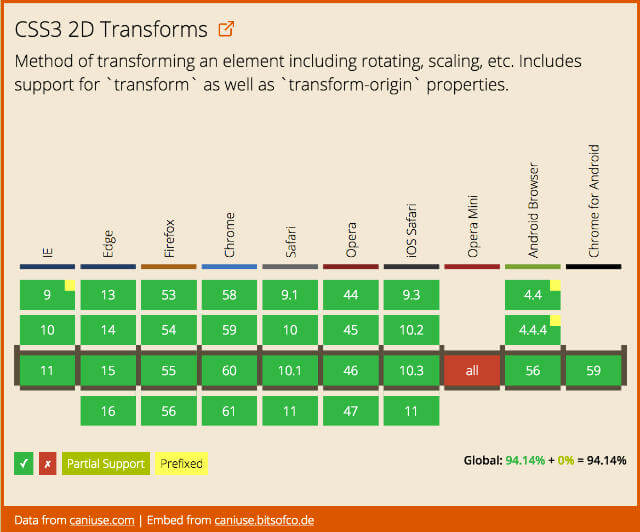 CSS3 2D Transforms
Method of transforming an element including rotating, scaling, etc. Includes
support for `transform` as well as `transform-origin` properties.
IE Edge Firefox Chrome Safari Opera iOS Safari Opera Mini Android Browser Chrome for Android
9 13 53 58 9.1 44 9.3 4.4
10 14 54 59 10 45 10.2 4.4.4
11 15 55 60 10.1 46 10.3 all 56 59
16 56 61 11 47 11
✓ ✗ Partial Support Prefixed
Global: 94.14% + 0% = 94.14%
Data from caniuse.com | Embed from caniuse.bitsofco.de